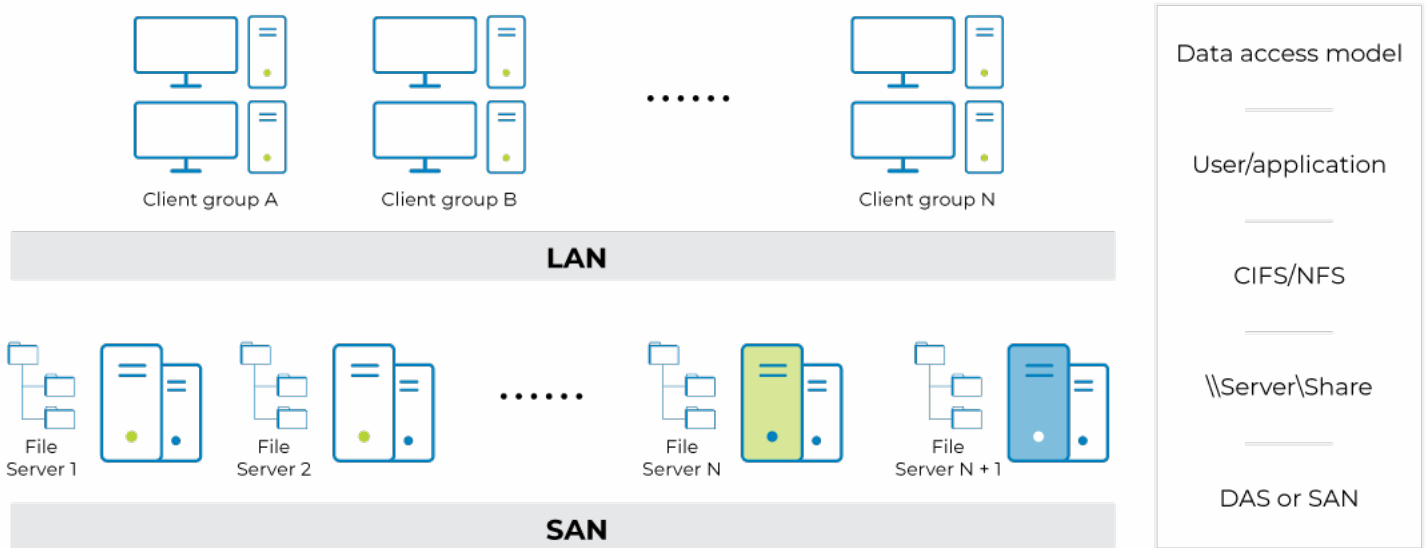 Client group A
Client group B
......
Client group N
LAN
File
Server 1
File
Server 2
......
File
Server N
File
Server N + 1
SAN
Data access model
User/application
CIFS/NFS
\\Server\Share
DAS or SAN